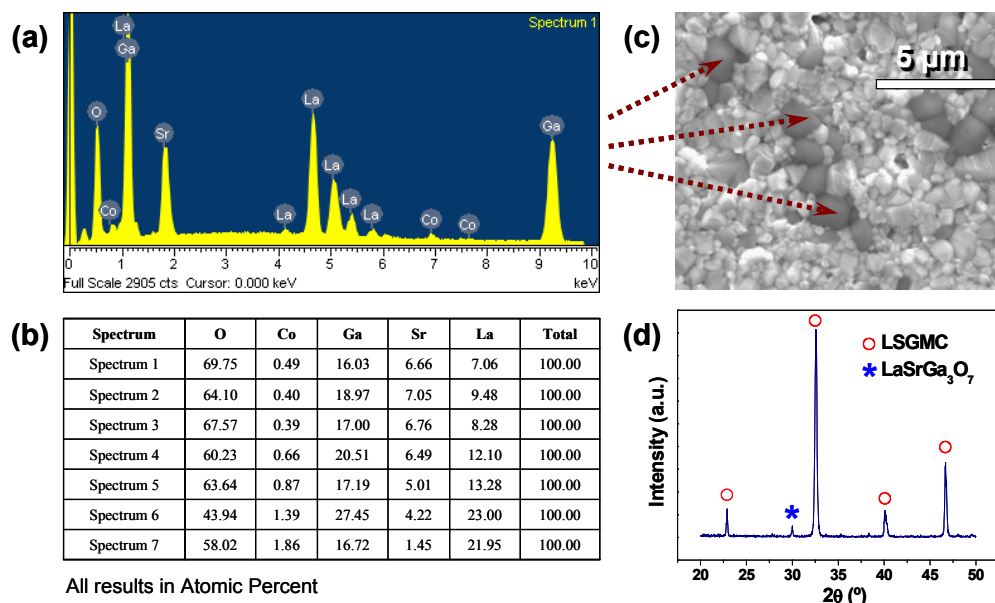 (a)
Spectrum 1
La
Ga
O
Co
Sr
La
La
La
La
La
Co
Co
Ga
0 1 2 3 4 5 6 7 8 9 10
Full Scale 2905 cts Cursor: 0.000 keV
keV
(c)
5 µm
(b)
Spectrum O Co Ga Sr La Total
Spectrum 1 69.75 0.49 16.03 6.66 7.06 100.00
Spectrum 2 64.10 0.40 18.97 7.05 9.48 100.00
Spectrum 3 67.57 0.39 17.00 6.76 8.28 100.00
Spectrum 4 60.23 0.66 20.51 6.49 12.10 100.00
Spectrum 5 63.64 0.87 17.19 5.01 13.28 100.00
Spectrum 6 43.94 1.39 27.45 4.22 23.00 100.00
Spectrum 7 58.02 1.86 16.72 1.45 21.95 100.00
All results in Atomic Percent
(d)
LSGMC
* LaSrGa₃O₇
*
Intensity (a.u.)
20 25 30 35 40 45 50
2θ (º)